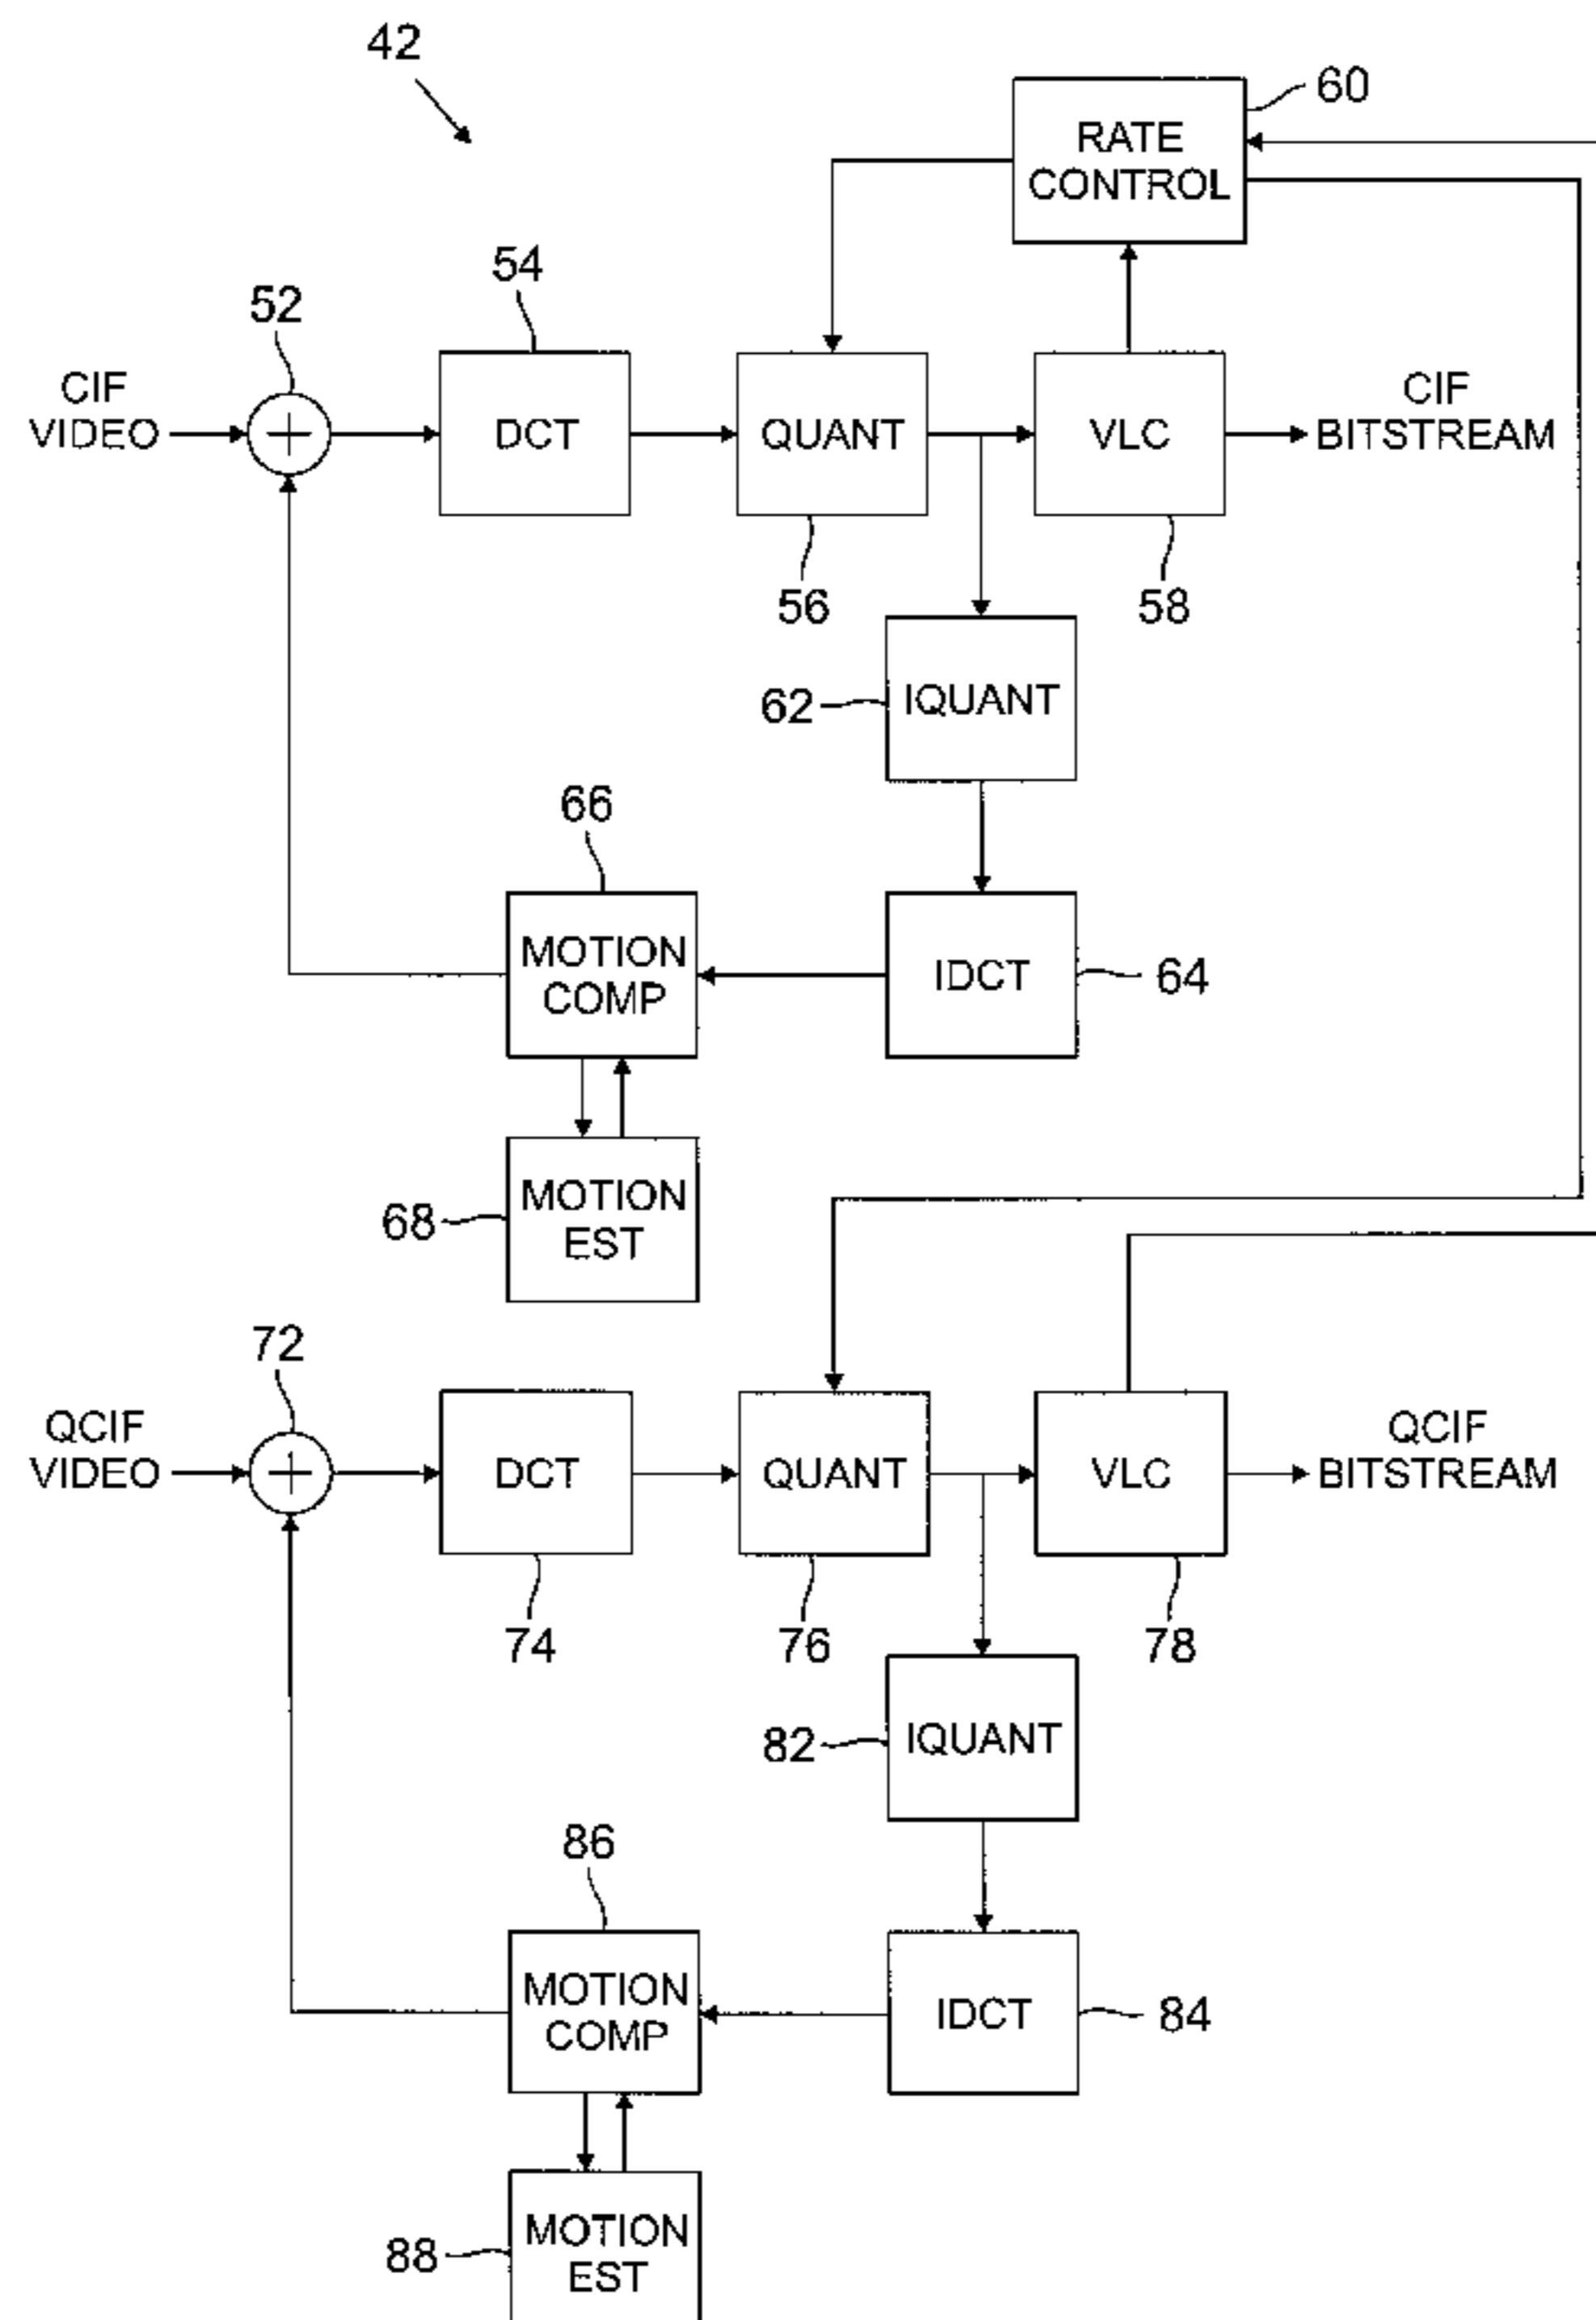 42
60
RATE
CONTROL
54
52
CIF
VIDEO
DCT
QUANT
VLC
CIF
BITSTREAM
56
58
62
IQUANT
66
MOTION
COMP
IDCT
64
68
MOTION
EST
72
QCIF
VIDEO
DCT
QUANT
VLC
QCIF
BITSTREAM
74
76
78
82
IQUANT
86
MOTION
COMP
IDCT
84
88
MOTION
EST